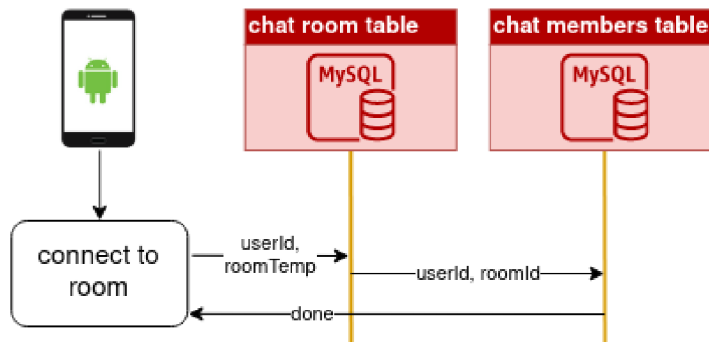 chat room table
chat members table
MySQL
MySQL
connect to
room
userId,
roomTemp
userId, roomId
done